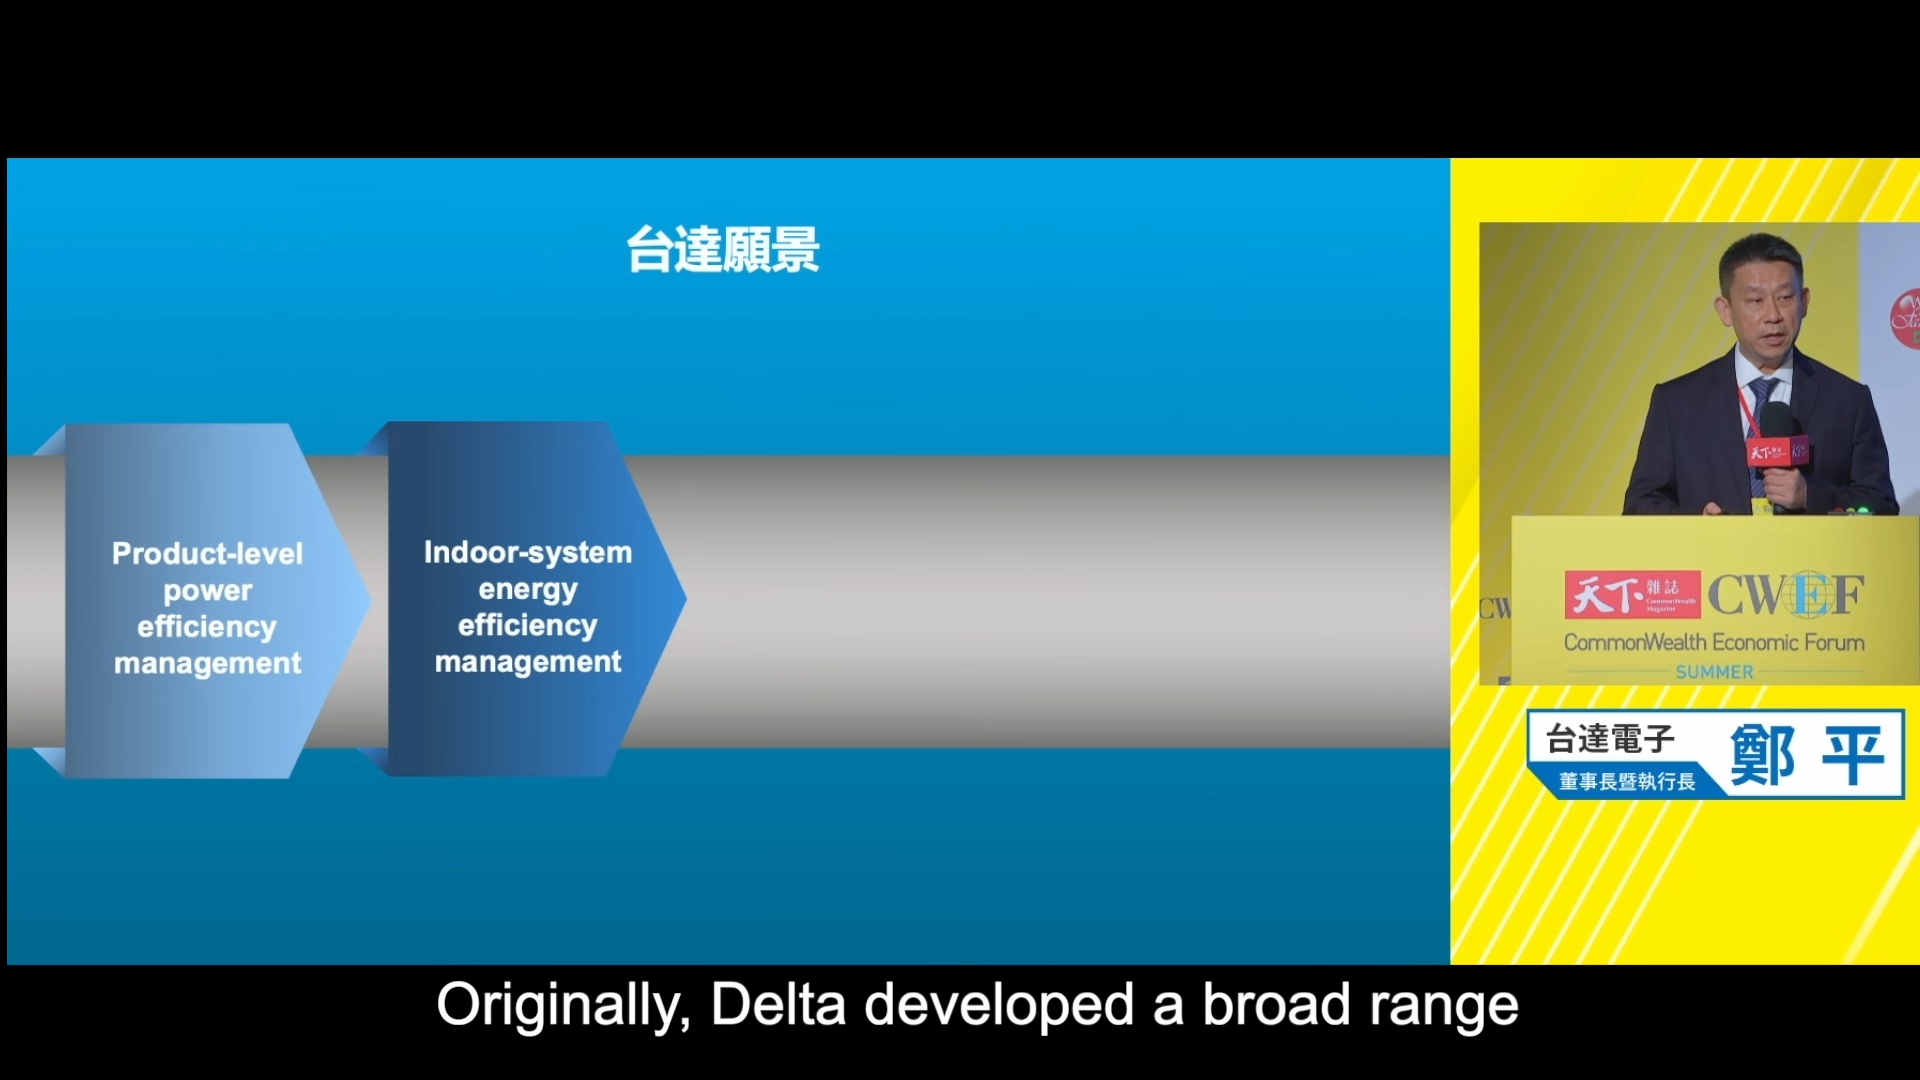 台達願景
Product-level
power
efficiency
management
Indoor-system
energy
efficiency
management
天下雜誌
CommonWealth
Magazine
CWEF
CommonWealth Economic Forum
SUMMER
台達電子
董事長暨執行長
鄭 平
Originally, Delta developed a broad range